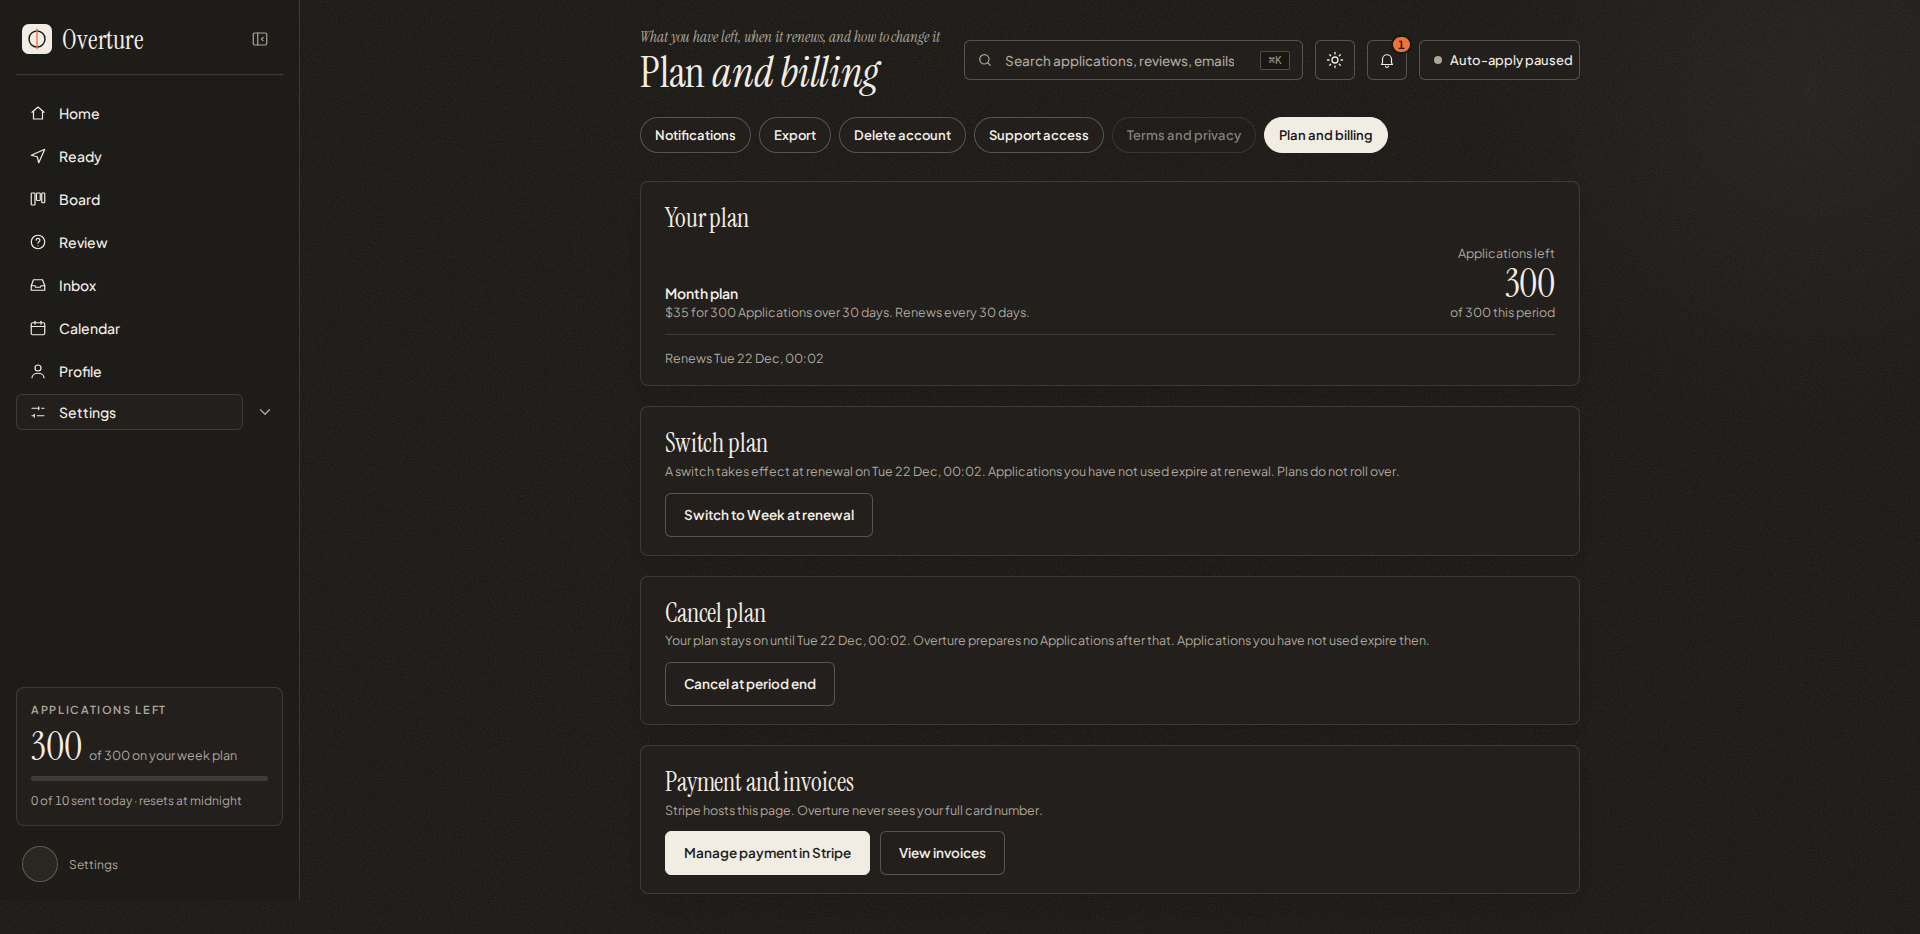 Overture
Home
Ready
Board
Review
Inbox
Calendar
Profile
Settings
APPLICATIONS LEFT
300 of 300 on your week plan
0 of 10 sent today · resets at midnight
Settings
What you have left, when it renews, and how to change it
Plan and billing
Search applications, reviews, emails ⌘K
1
Auto-apply paused
Notifications Export Delete account Support access Terms and privacy Plan and billing
Your plan
Applications left
300
Month plan
$35 for 300 Applications over 30 days. Renews every 30 days.
of 300 this period
Renews Tue 22 Dec, 00:02
Switch plan
A switch takes effect at renewal on Tue 22 Dec, 00:02. Applications you have not used expire at renewal. Plans do not roll over.
Switch to Week at renewal
Cancel plan
Your plan stays on until Tue 22 Dec, 00:02. Overture prepares no Applications after that. Applications you have not used expire then.
Cancel at period end
Payment and invoices
Stripe hosts this page. Overture never sees your full card number.
Manage payment in Stripe View invoices